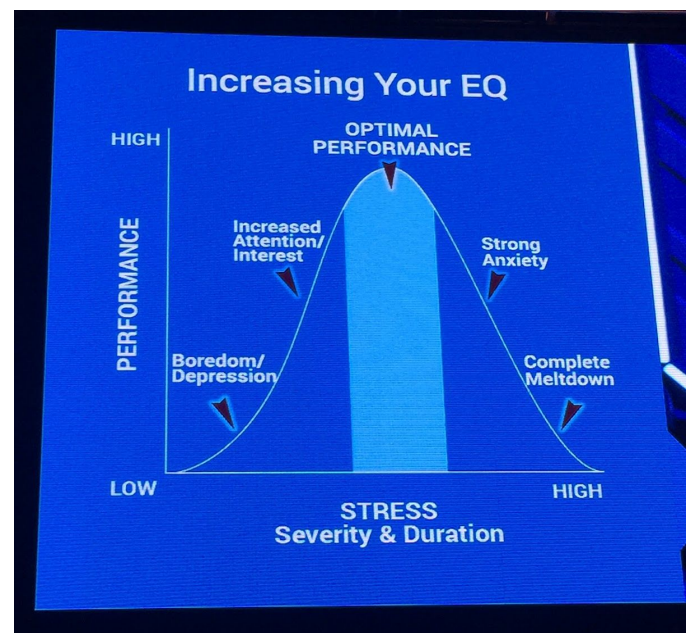 Increasing Your EQ
HIGH
OPTIMAL
PERFORMANCE
Increased
Attention/
Interest
Strong
Anxiety
PERFORMANCE
Boredom/
Depression
Complete
Meltdown
LOW
HIGH
STRESS
Severity & Duration